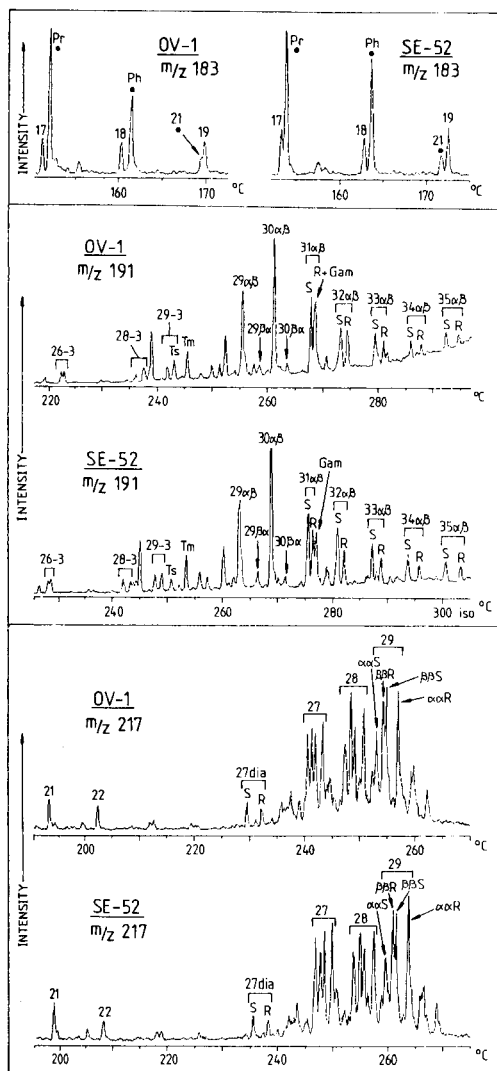 Pr OV-1 Pr SE-52
m/z 183 Ph m/z 183
Ph
INTENSITY
17 18 21 19 17 18 21 19
160 170 °C 160 170 °C
OV-1
m/z 191
INTENSITY
30αβ
31αβ
29αβ S R+Gam
32αβ
S R
33αβ
S R
34αβ
S R
35αβ
S R
29βα
30βα
26-3 28-3 29-3
Ts Tm
220 240 260 280 °C
SE-52
m/z 191
INTENSITY
30αβ
Gam
31αβ
S R
29αβ
32αβ
S R
33αβ
S R
34αβ
S R
35αβ
S R
29βα
30βα
26-3 28-3 29-3
Ts Tm
240 260 280 300 iso °C
OV-1
m/z 217
INTENSITY
29
ααS ββR ββS
28
ααR
27
27dia
S R
21 22
200 220 240 260 °C
SE-52
m/z 217
29
ββR ββS
ααS
27 28
ααR
27dia
S R
21 22
200 220 240 260 275 °C